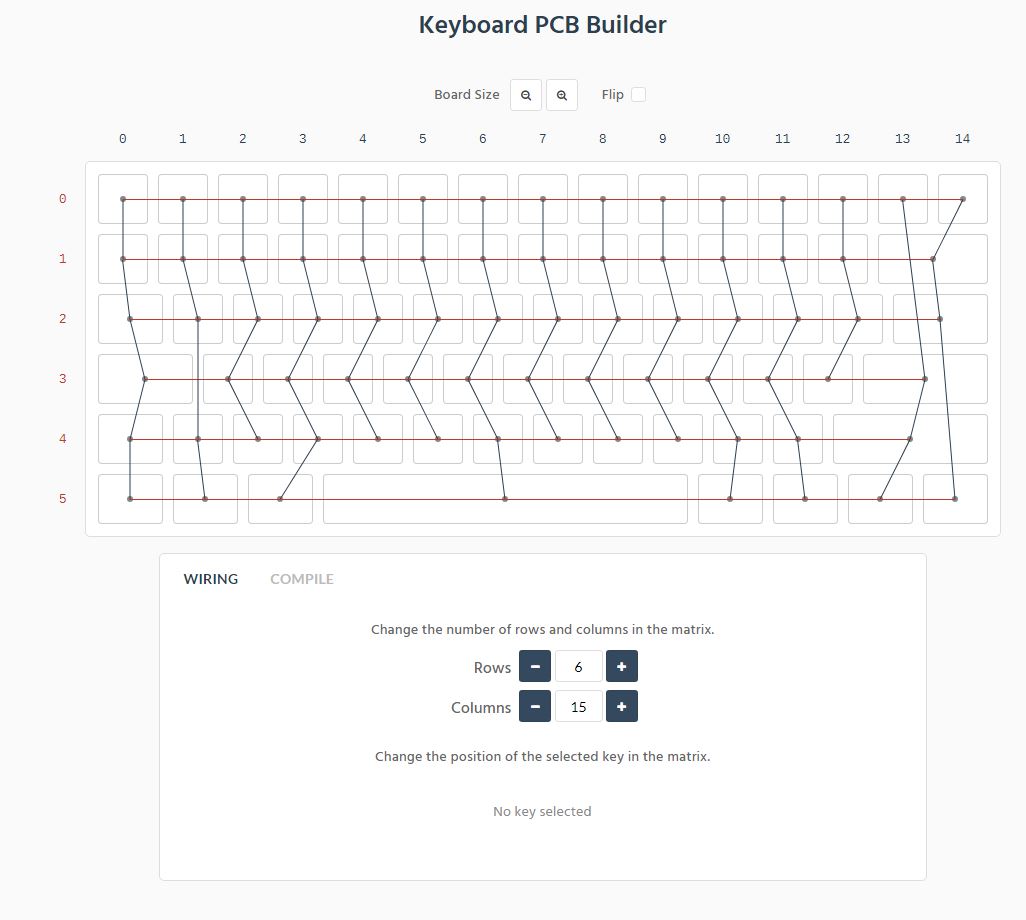 Keyboard PCB Builder
Board Size Flip
0 1 2 3 4 5 6 7 8 9 10 11 12 13 14
0
1
2
3
4
5
WIRING COMPILE
Change the number of rows and columns in the matrix.
Rows − 6 +
Columns − 15 +
Change the position of the selected key in the matrix.
No key selected